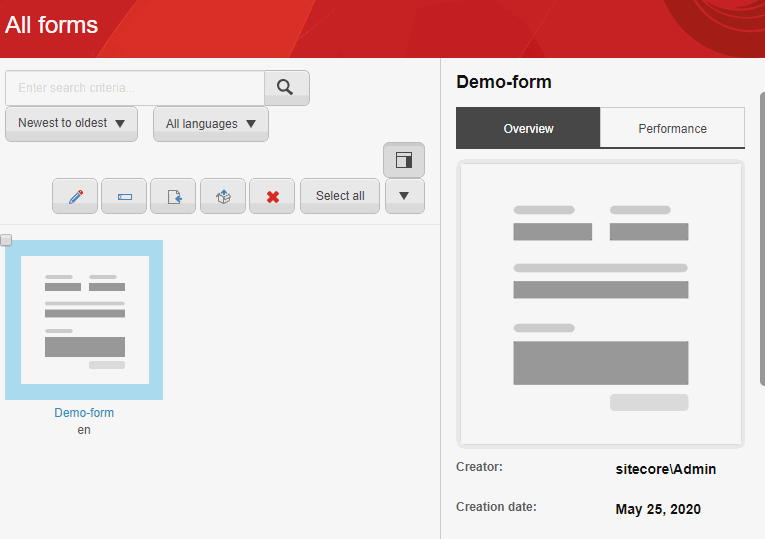 All forms
Enter search criteria...
Newest to oldest
All languages
Select all
Demo-form
en
Demo-form
Overview
Performance
Creator:
sitecore\Admin
Creation date:
May 25, 2020